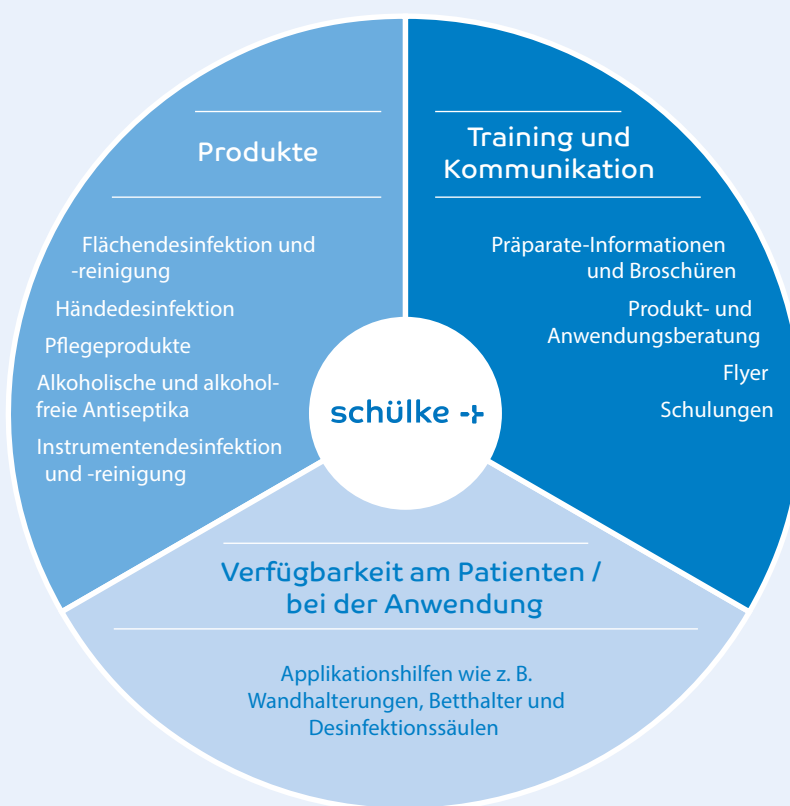 Produkte
Flächendesinfektion und
-reinigung
Händedesinfektion
Pflegeprodukte
Alkoholische und alkohol-
freie Antiseptika
Instrumentendesinfektion
und -reinigung
Training und
Kommunikation
Präparate-Informationen
und Broschüren
Produkt- und
Anwendungsberatung
Flyer
Schulungen
schülke -+
Verfügbarkeit am Patienten /
bei der Anwendung
Applikationshilfen wie z. B.
Wandhalterungen, Betthalter und
Desinfektionssäulen